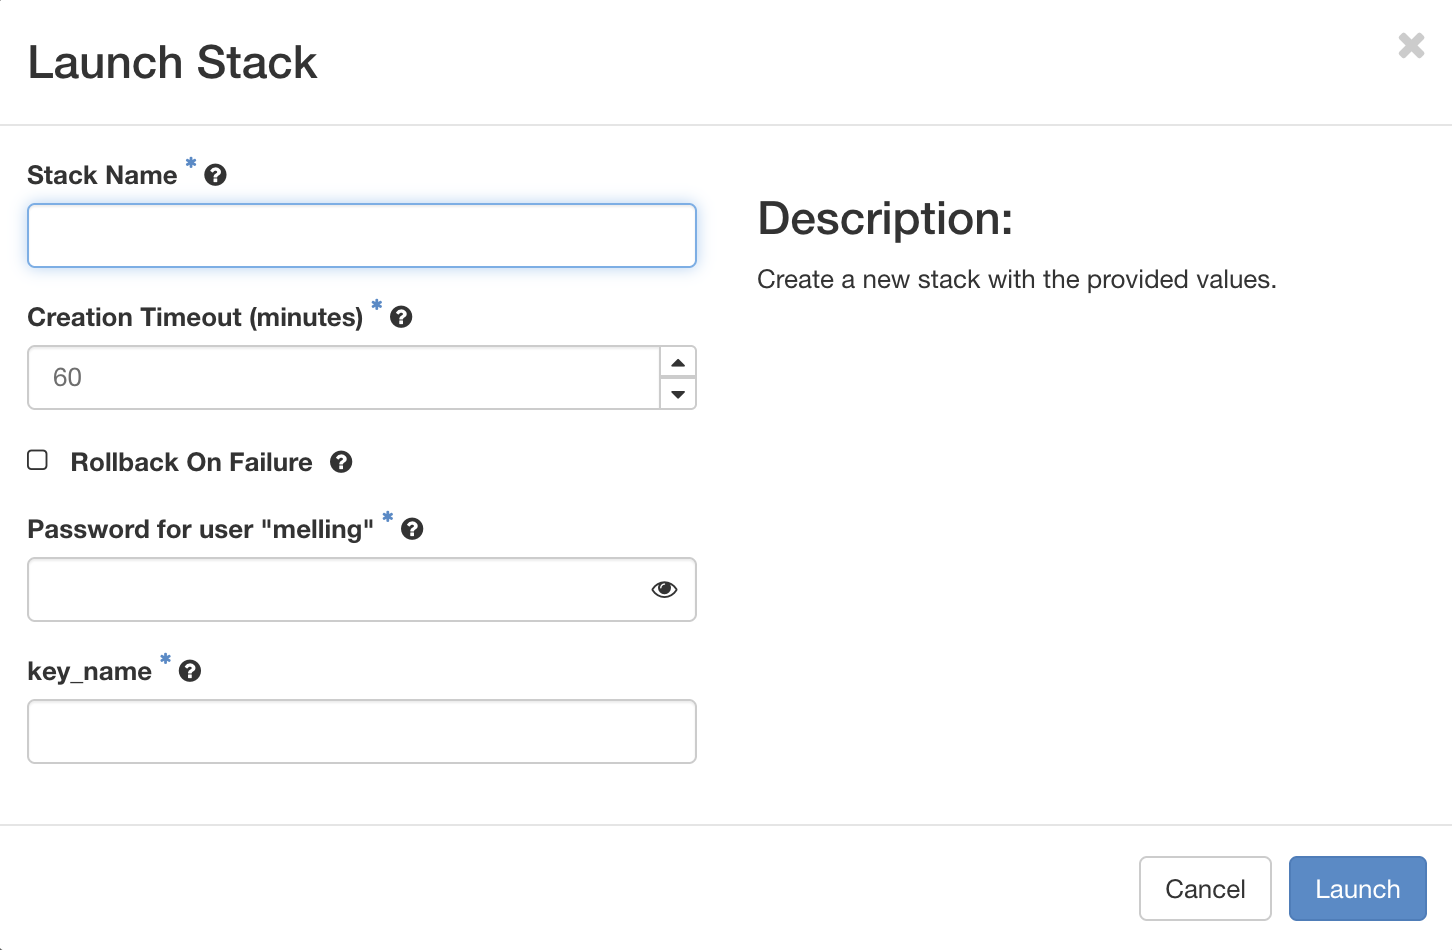 Launch Stack
Stack Name *
Creation Timeout (minutes) *
60
Rollback On Failure
Password for user "melling" *
key_name *
Description:
Create a new stack with the provided values.
Cancel
Launch